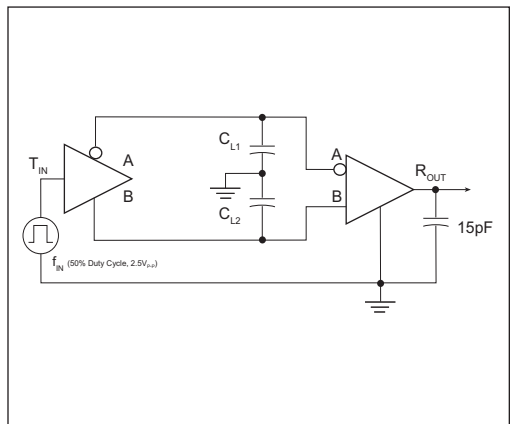 C_L1
A
T_IN
A
R_OUT
B
B
C_L2
15pF
f_IN (50% Duty Cycle, 2.5V_P-P)